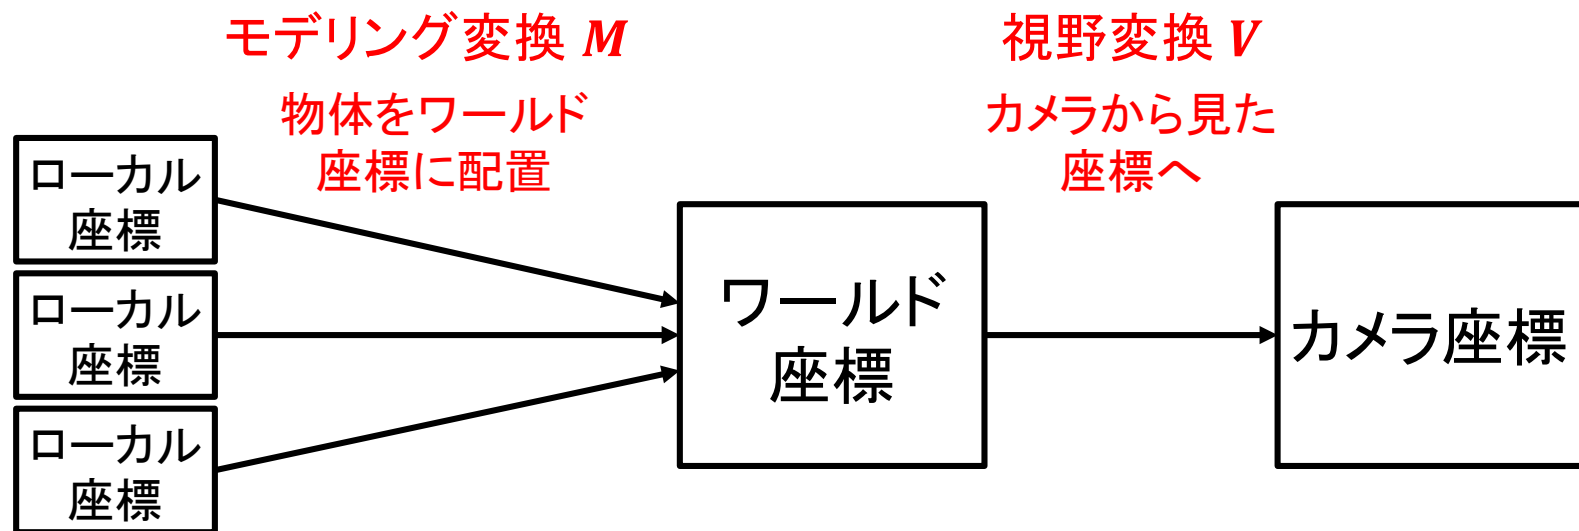 モデリング変換 M
物体をワールド
座標に配置
視野変換 V
カメラから見た
座標へ
ローカル
座標
ローカル
座標
ローカル
座標
ワールド
座標
カメラ座標